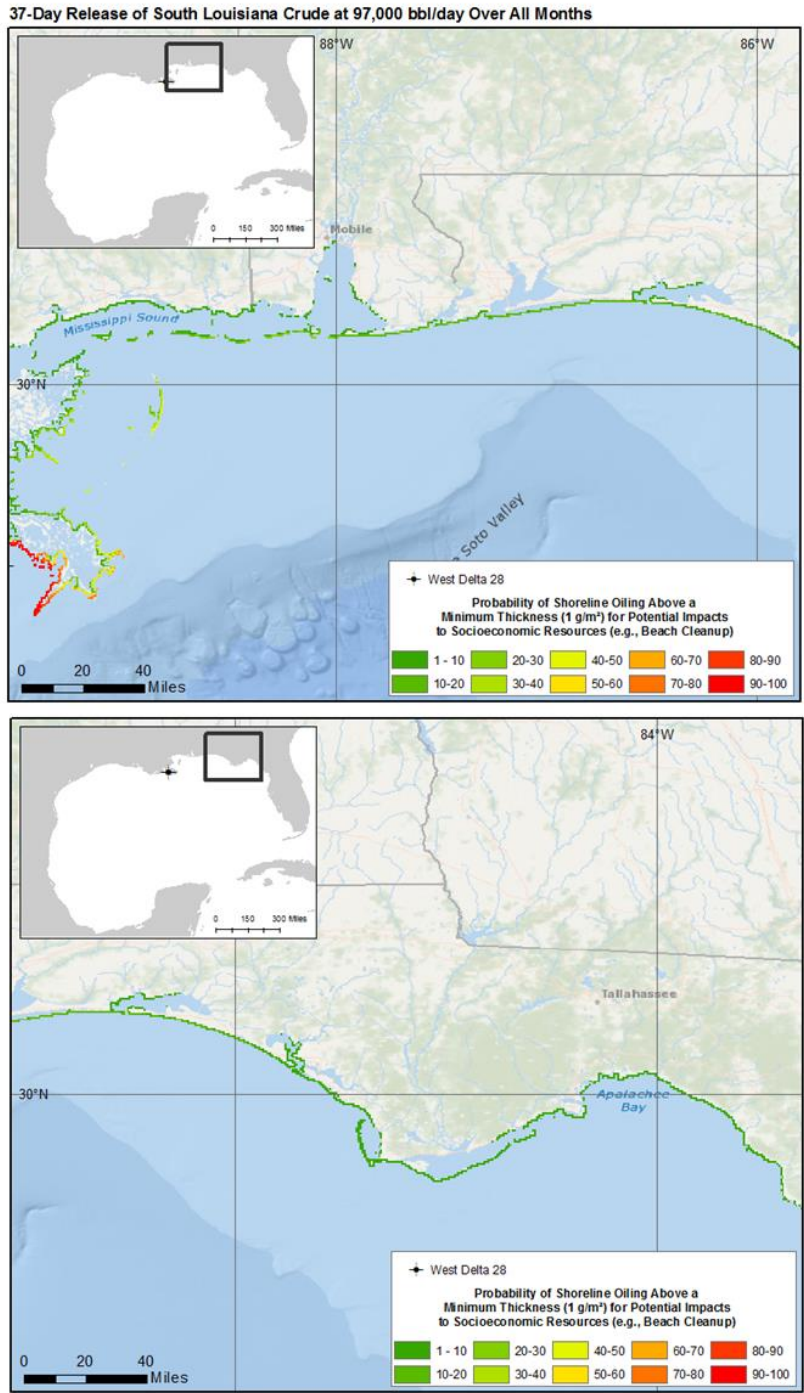 37-Day Release of South Louisiana Crude at 97,000 bbl/day Over All Months
88°W
86°W
0 150 300 Miles
Mobile
Mississippi Sound
30°N
Soto Valley
West Delta 28
Probability of Shoreline Oiling Above a
Minimum Thickness (1 g/m²) for Potential Impacts
to Socioeconomic Resources (e.g., Beach Cleanup)
1 - 10 20-30 40-50 60-70 80-90
10-20 30-40 50-60 70-80 90-100
0 20 40
Miles
84°W
0 150 300 Miles
Tallahassee
30°N
Apalachee
Bay
West Delta 28
Probability of Shoreline Oiling Above a
Minimum Thickness (1 g/m²) for Potential Impacts
to Socioeconomic Resources (e.g., Beach Cleanup)
1 - 10 20-30 40-50 60-70 80-90
10-20 30-40 50-60 70-80 90-100
0 20 40
Miles